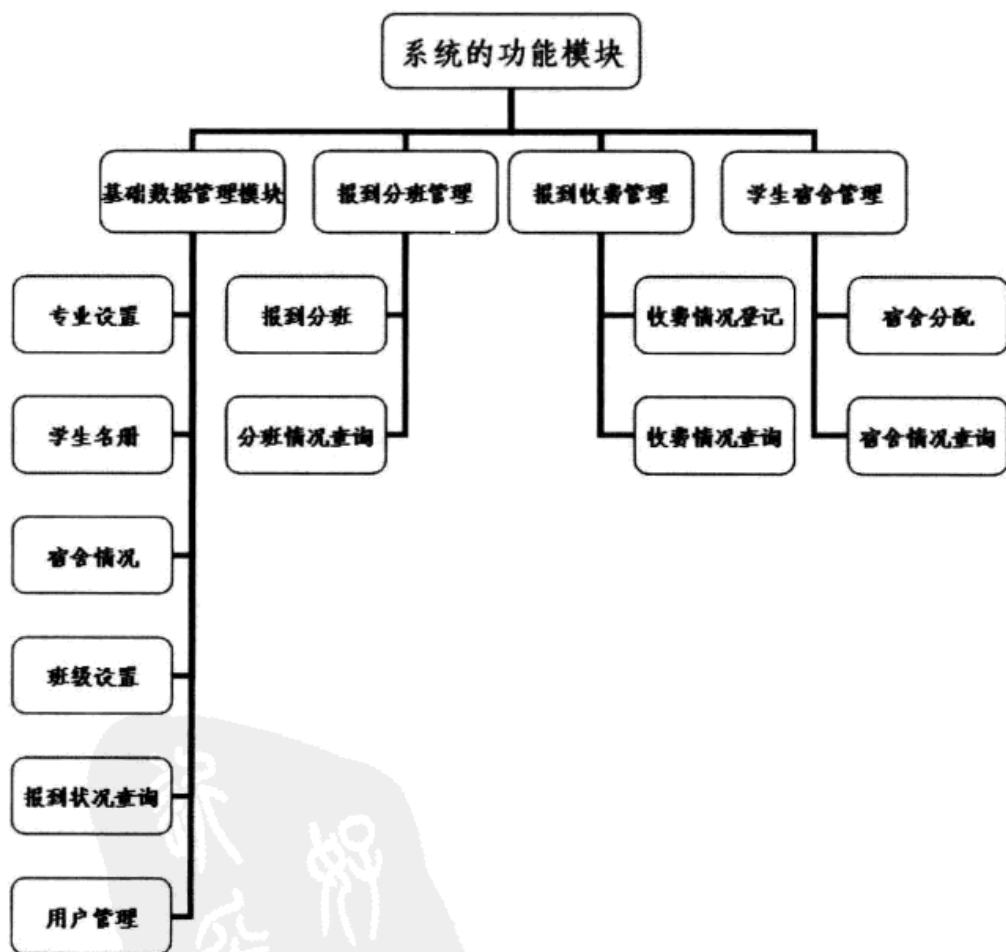 系统的功能模块
基础数据管理模块
报到分班管理
报到收费管理
学生宿舍管理
专业设置
报到分班
收费情况登记
宿舍分配
学生名册
分班情况查询
收费情况查询
宿舍情况查询
宿舍情况
班级设置
报到状况查询
用户管理